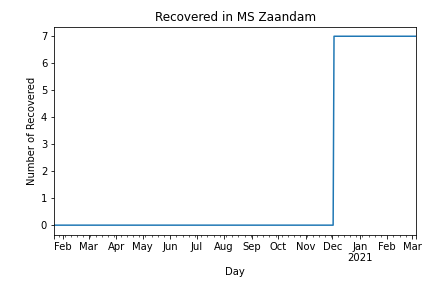 Recovered in MS Zaandam
Number of Recovered
7
6
5
4
3
2
1
0
Feb Mar Apr May Jun Jul Aug Sep Oct Nov Dec Jan Feb Mar
2021
Day